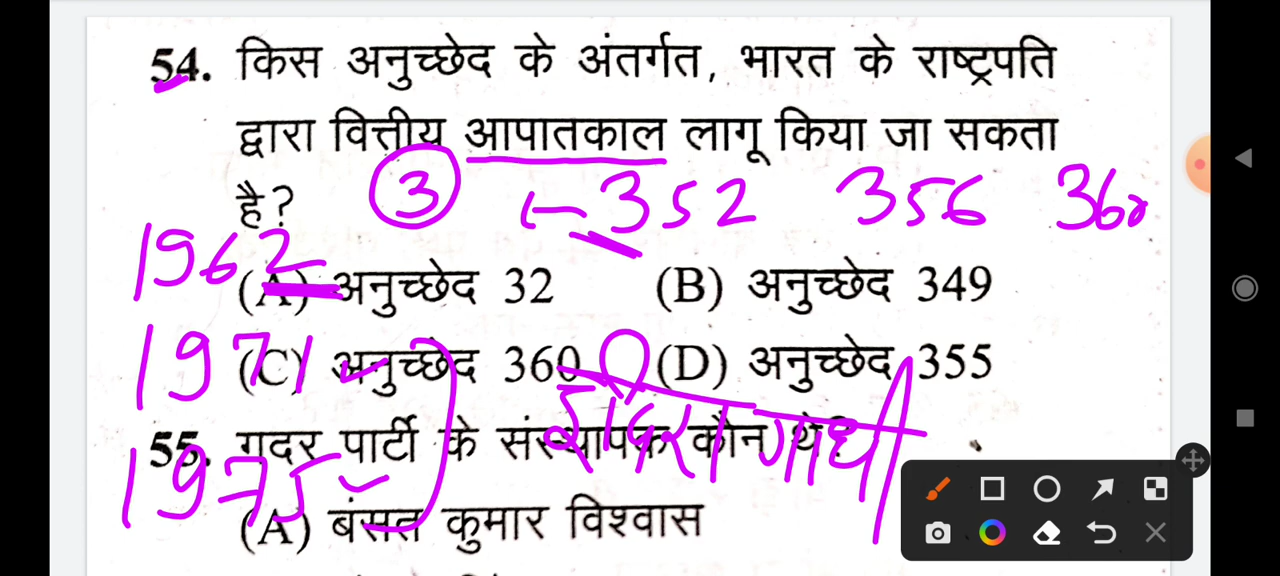 54. किस अनुच्छेद के अंतर्गत, भारत के राष्ट्रपति
द्वारा वित्तीय आपातकाल लागू किया जा सकता
है? 3 352 356 360
1962
(A) अनुच्छेद 32 (B) अनुच्छेद 349
1971
(C) अनुच्छेद 360 (D) अनुच्छेद 355
इंदिरा गांधी
55. गदर पार्टी के संस्थापक कौन थे?
1975
(A) बंसत कुमार विश्वास